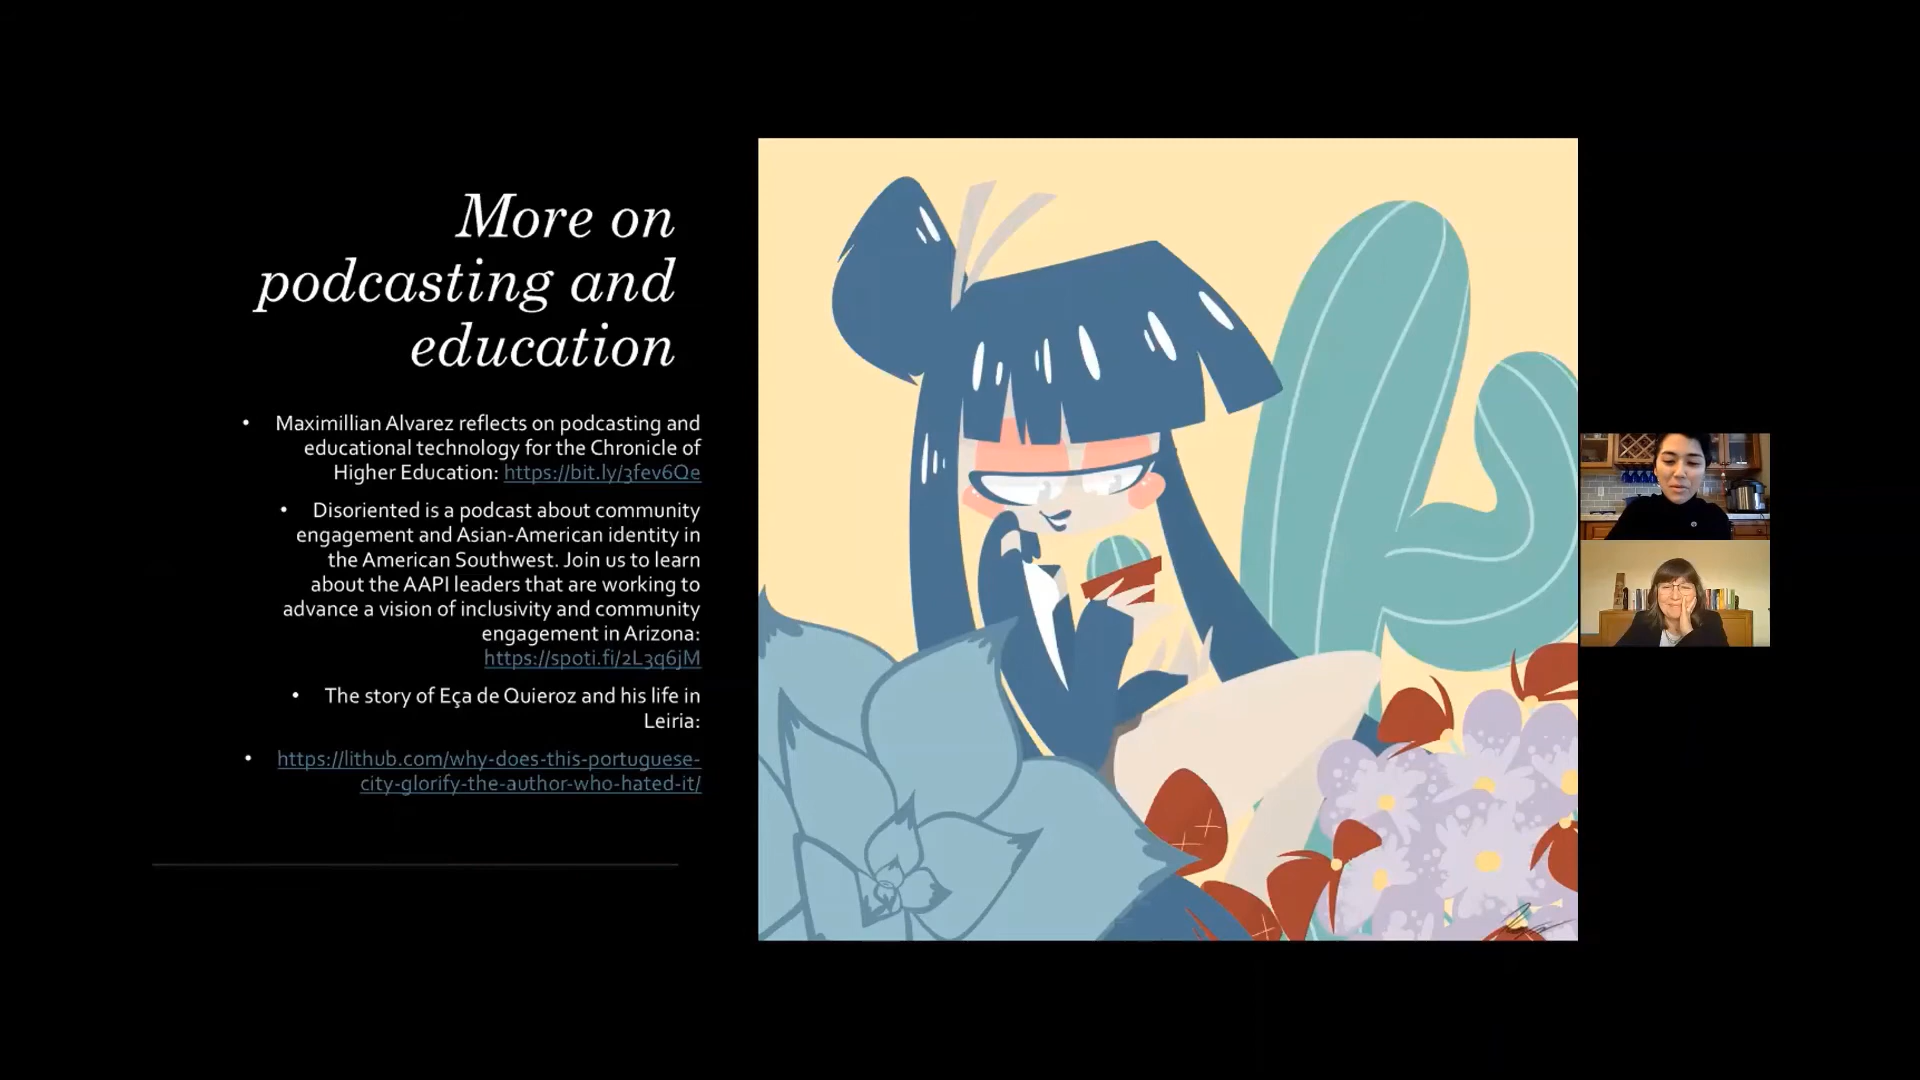 More on
podcasting and
education
• Maximillian Alvarez reflects on podcasting and
educational technology for the Chronicle of
Higher Education: https://bit.ly/3fev6Qe
• Disoriented is a podcast about community
engagement and Asian-American identity in
the American Southwest. Join us to learn
about the AAPI leaders that are working to
advance a vision of inclusivity and community
engagement in Arizona:
https://spoti.fi/2L3q6jM
• The story of Eça de Quieroz and his life in
Leiria:
• https://lithub.com/why-does-this-portuguese-
city-glorify-the-author-who-hated-it/